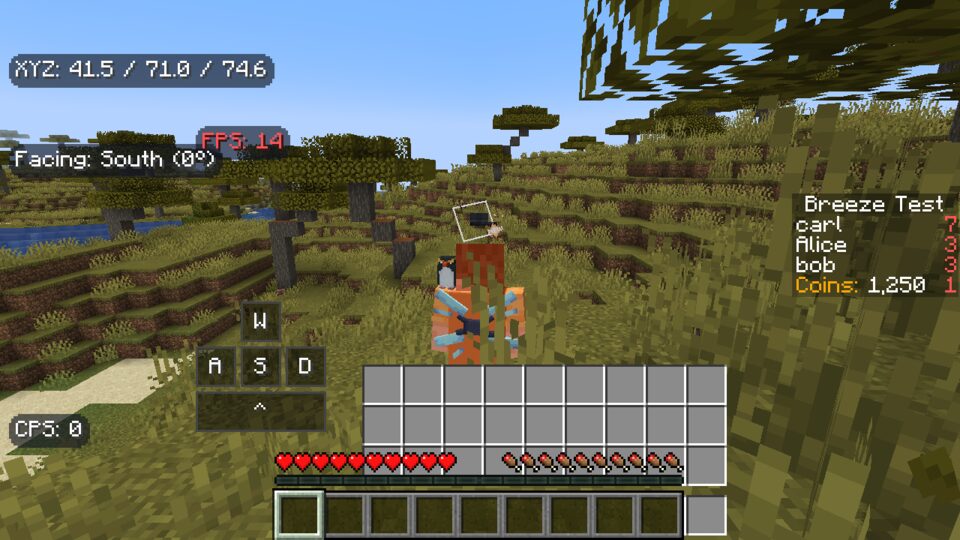 XYZ: 41.5 / 71.0 / 74.6
FPS: 14
Facing: South (0°)
Breeze Test
carl 7
Alice 3
bob 3
Coins: 1,250 1
W
A S D
^
CPS: 0